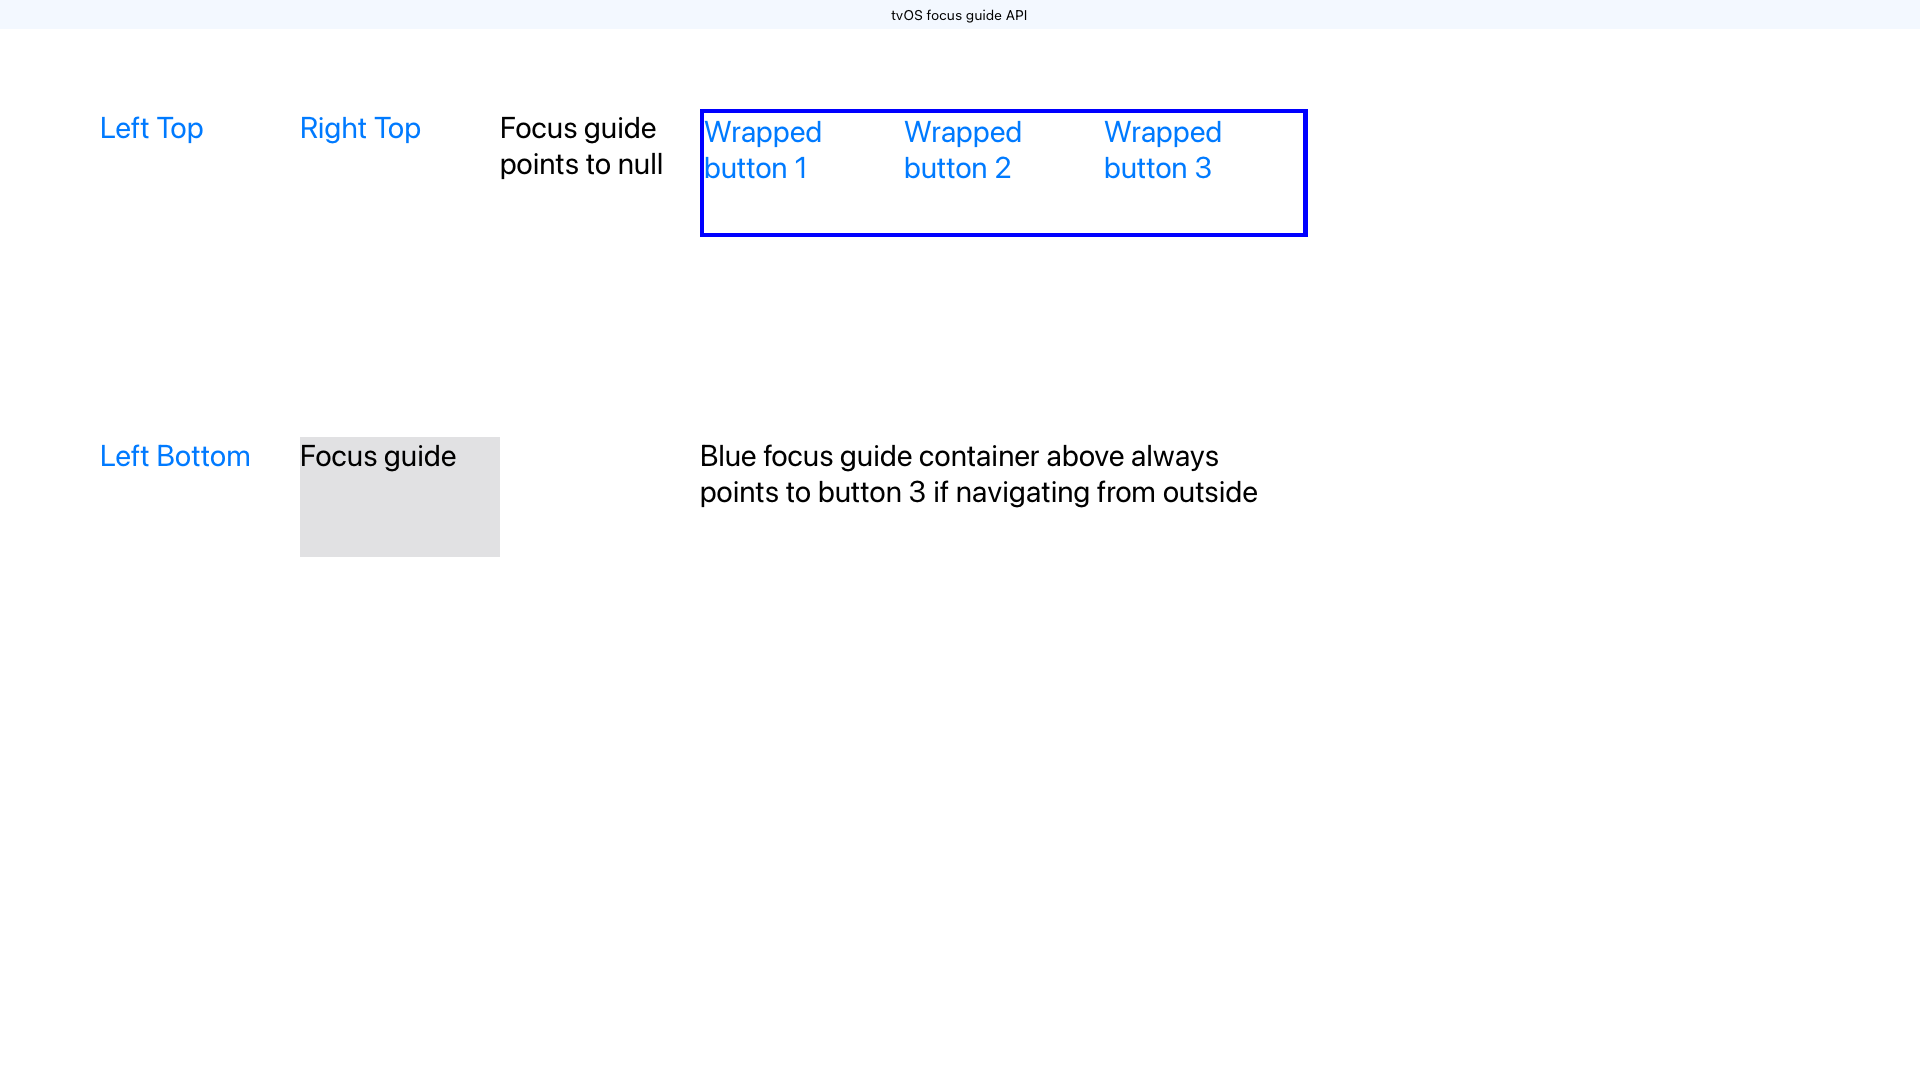 tvOS focus guide API
Left Top
Right Top
Focus guide
points to null
Wrapped
button 1
Wrapped
button 2
Wrapped
button 3
Left Bottom
Focus guide
Blue focus guide container above always
points to button 3 if navigating from outside